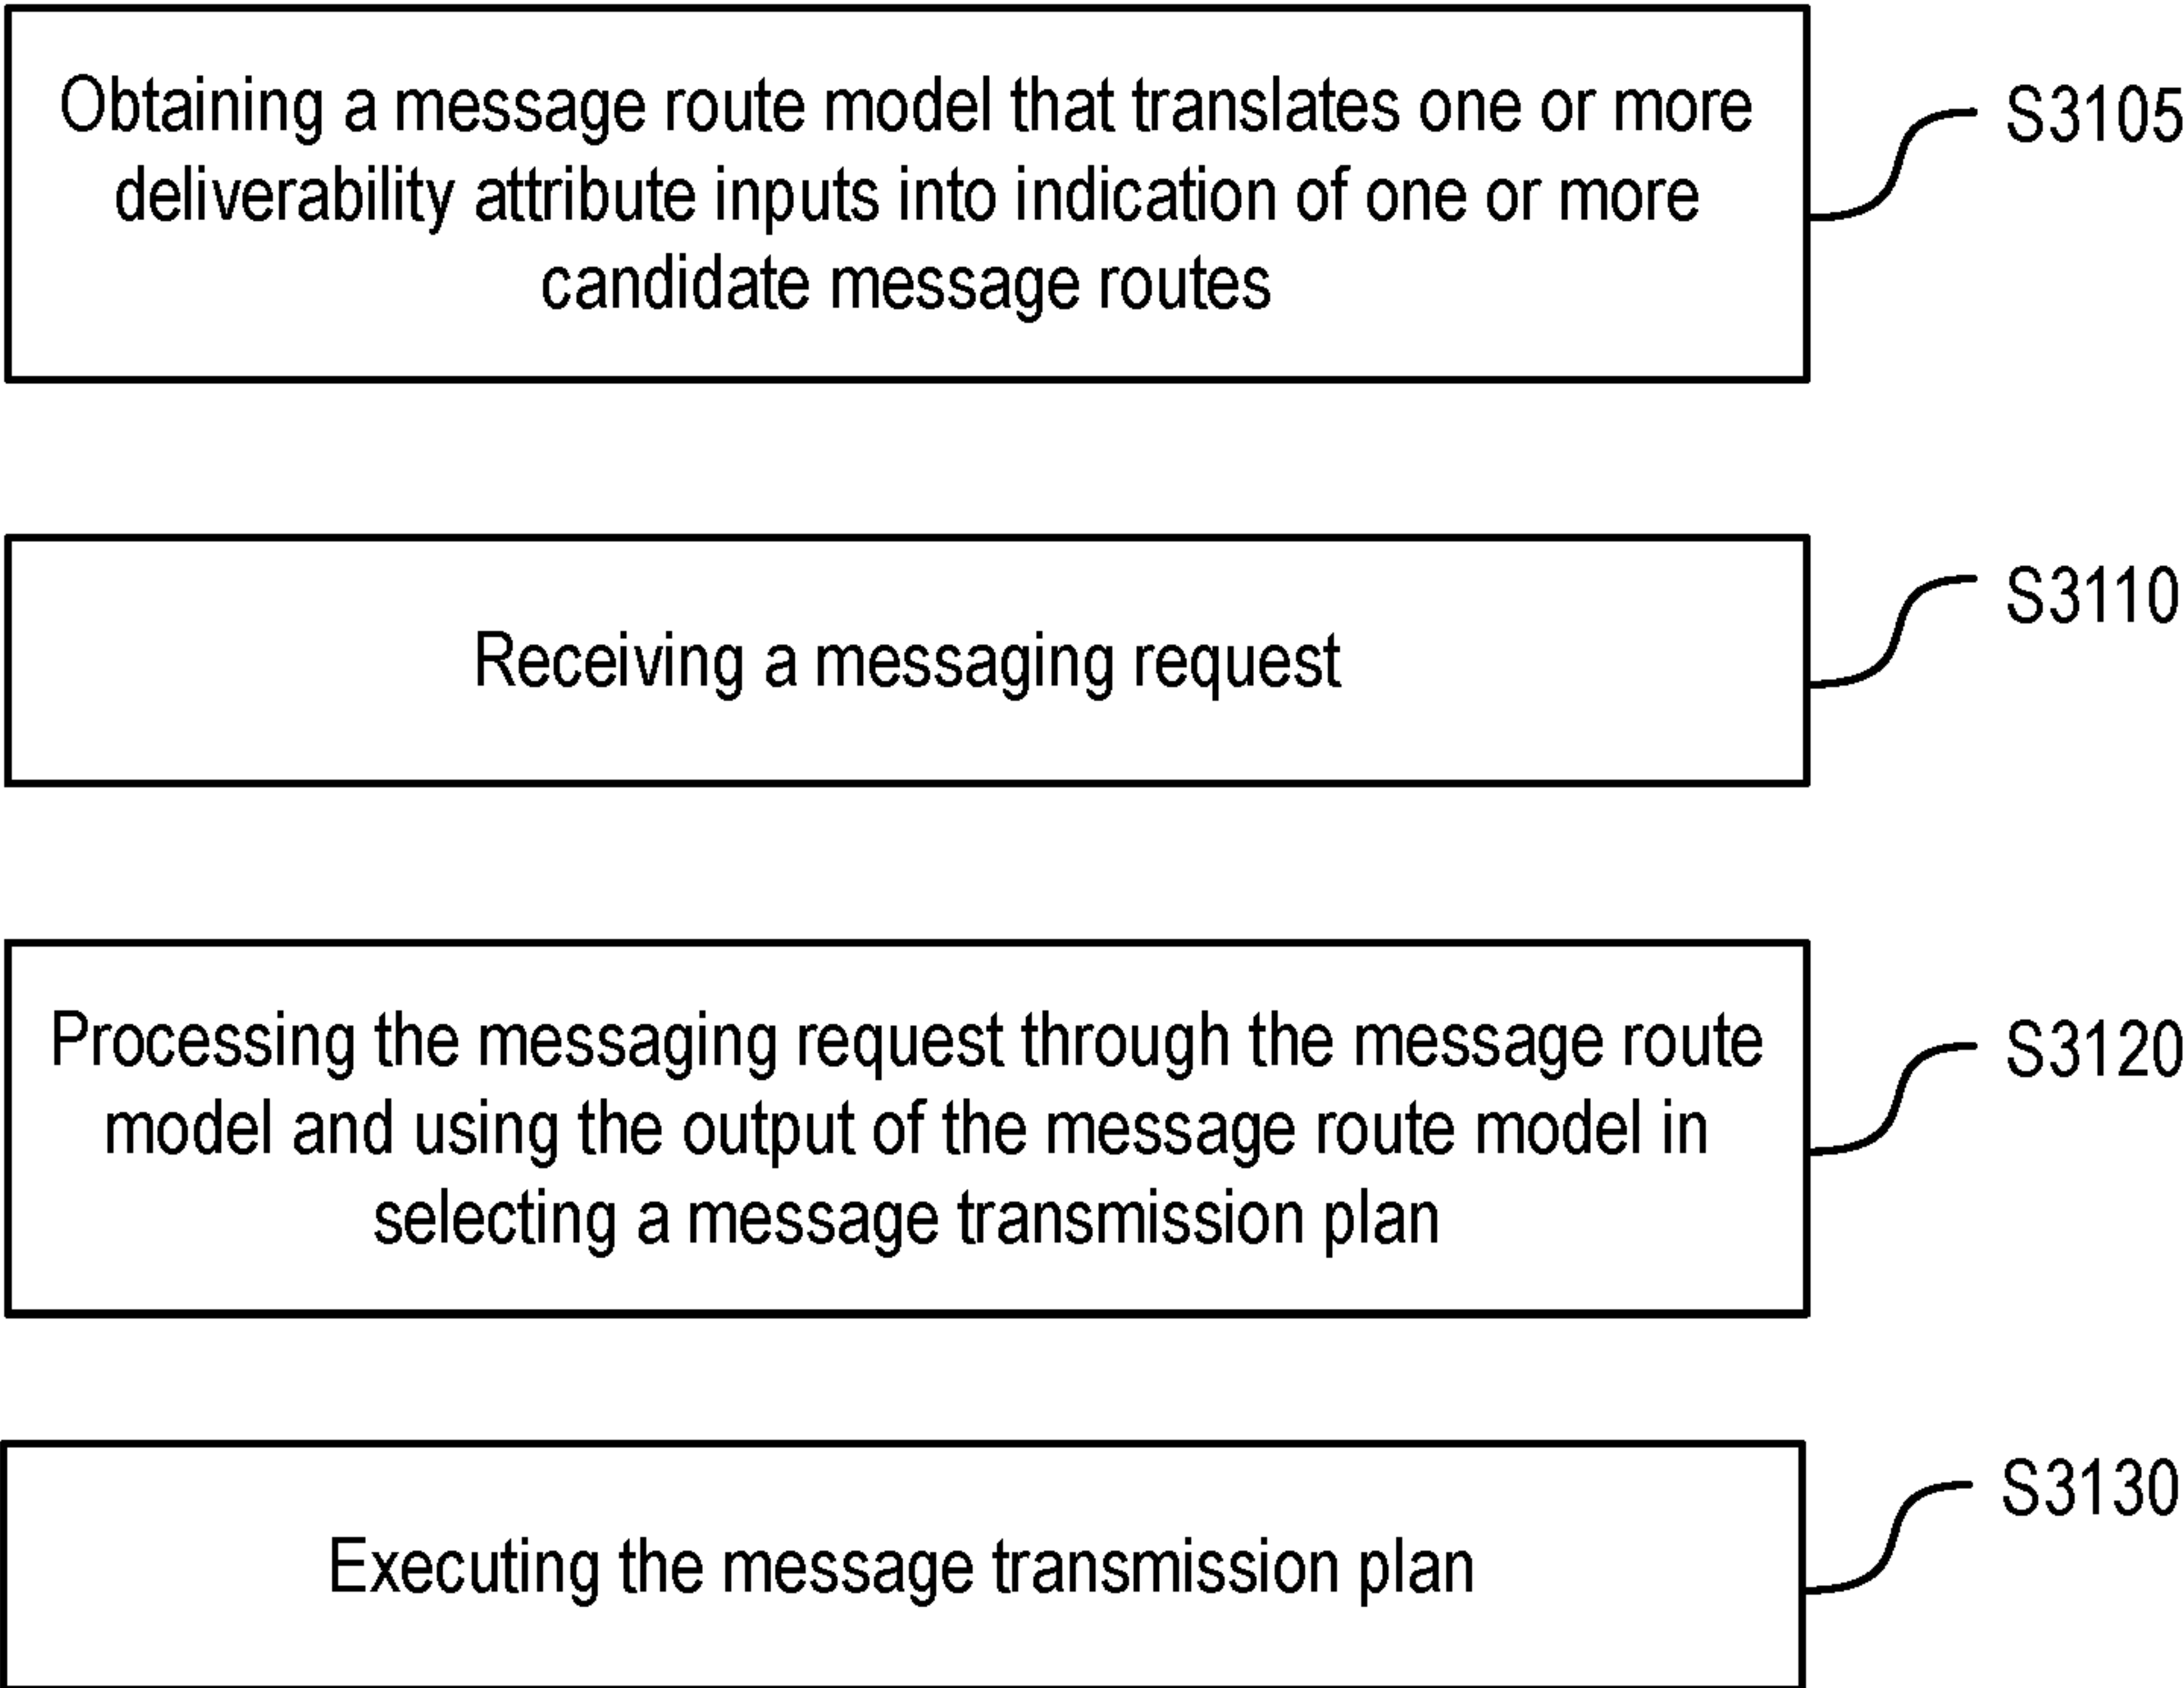 Obtaining a message route model that translates one or more
deliverability attribute inputs into indication of one or more
candidate message routes
S3105
Receiving a messaging request
S3110
Processing the messaging request through the message route
model and using the output of the message route model in
selecting a message transmission plan
S3120
Executing the message transmission plan
S3130